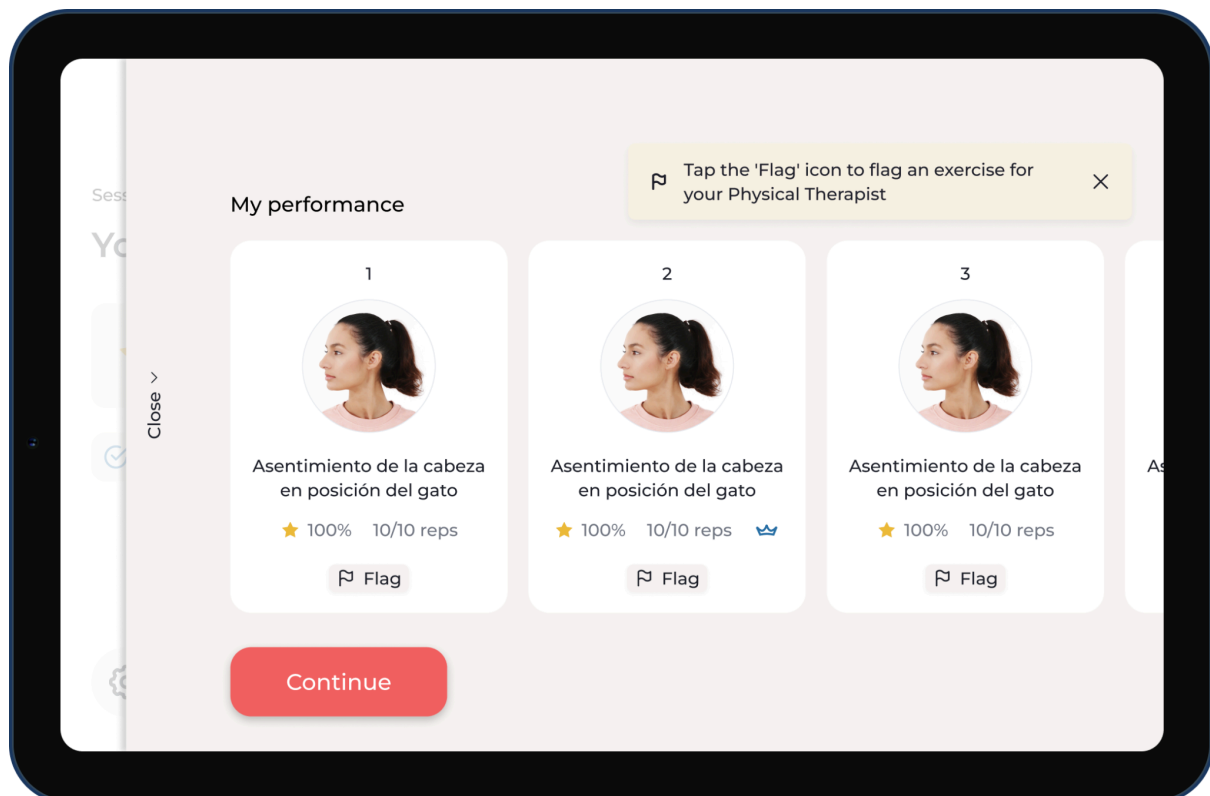 Tap the 'Flag' icon to flag an exercise for
your Physical Therapist
My performance
Close
1
Asentimiento de la cabeza
en posición del gato
100% 10/10 reps
Flag
2
Asentimiento de la cabeza
en posición del gato
100% 10/10 reps
Flag
3
Asentimiento de la cabeza
en posición del gato
100% 10/10 reps
Flag
Continue